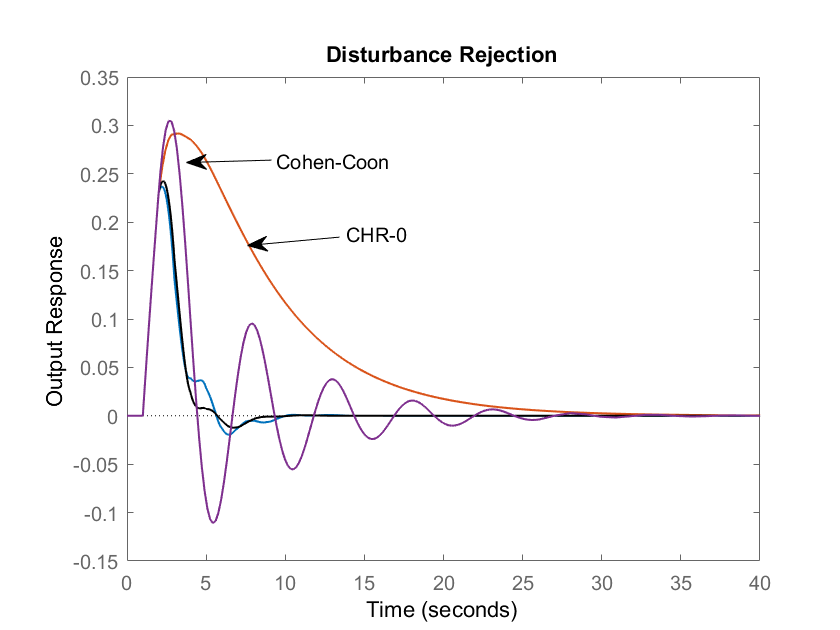 Disturbance Rejection
0.35
0.3
0.25
0.2
0.15
0.1
0.05
0
-0.05
-0.1
-0.15
Output Response
Cohen-Coon
CHR-0
0 5 10 15 20 25 30 35 40
Time (seconds)